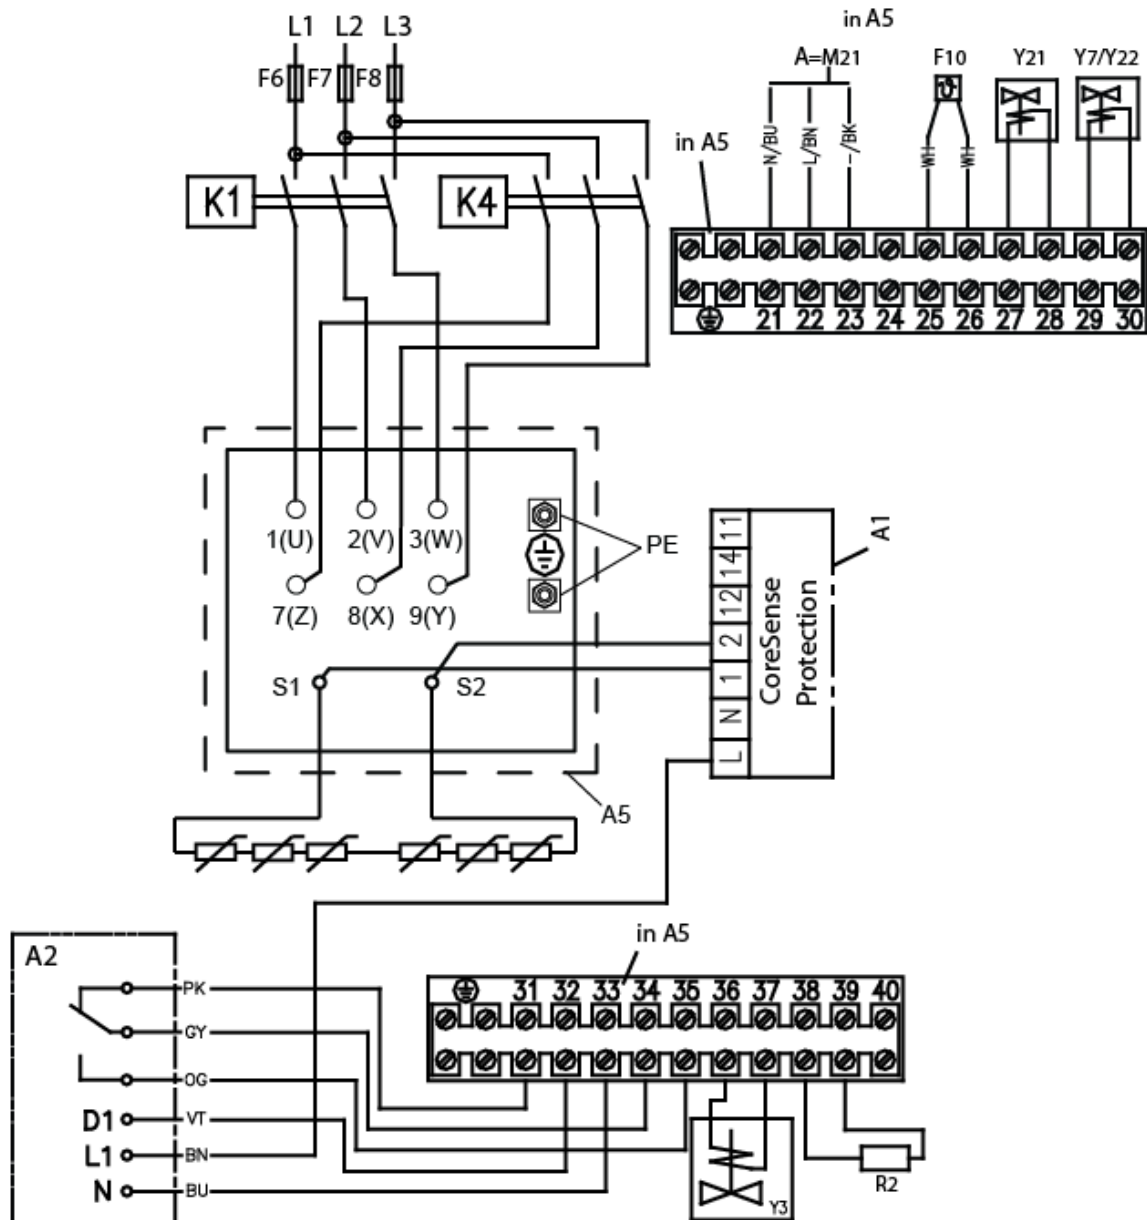 L1 L2 L3
F6 F7 F8
in A5
A=M21 F10 Y21 Y7/Y22
ϑ
N/BU L/BN --/BK WH WH
in A5
K1 K4
21 22 23 24 25 26 27 28 29 30
1(U) 2(V) 3(W)
7(Z) 8(X) 9(Y)
PE
S1 S2
A5
11
14
12
2
1
N
L
CoreSense
Protection
A1
in A5
31 32 33 34 35 36 37 38 39 40
A2
PK
GY
OG
D1 VT
L1 BN
N BU
Y3
R2